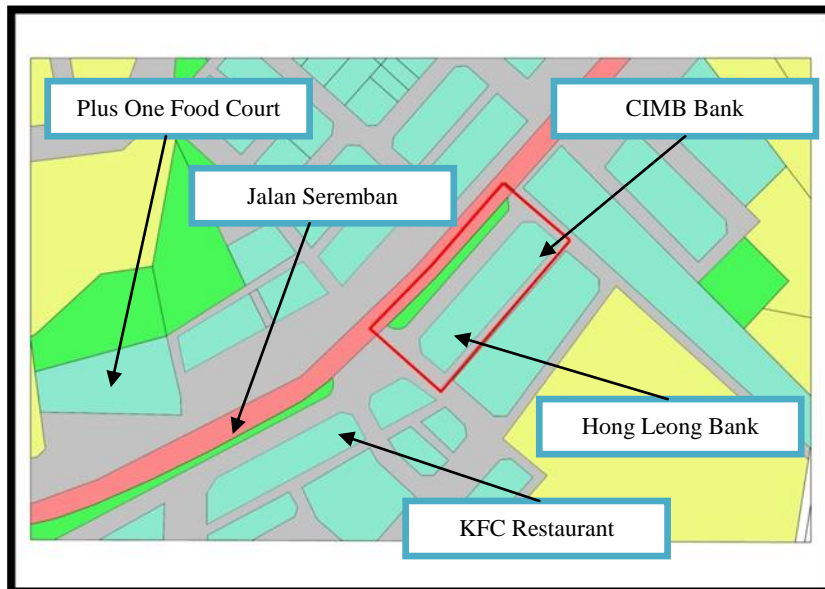 Plus One Food Court
CIMB Bank
Jalan Seremban
Hong Leong Bank
KFC Restaurant